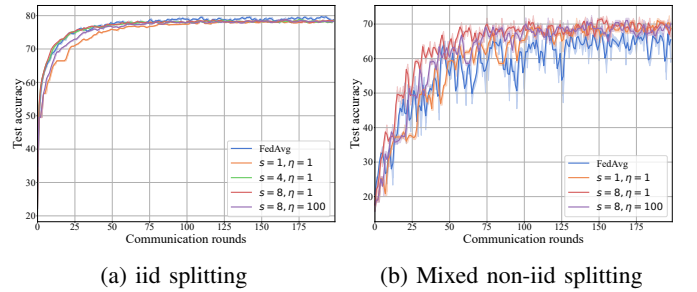 80
70
60
50
40
30
20
Test accuracy
0
25
50
75
100
125
150
175
Communication rounds
FedAvg
s = 1, η = 1
s = 4, η = 1
s = 8, η = 1
s = 8, η = 100
(a) iid splitting
70
60
50
40
30
20
Test accuracy
0
25
50
75
100
125
150
175
Communication rounds
FedAvg
s = 1, η = 1
s = 8, η = 1
s = 8, η = 100
(b) Mixed non-iid splitting